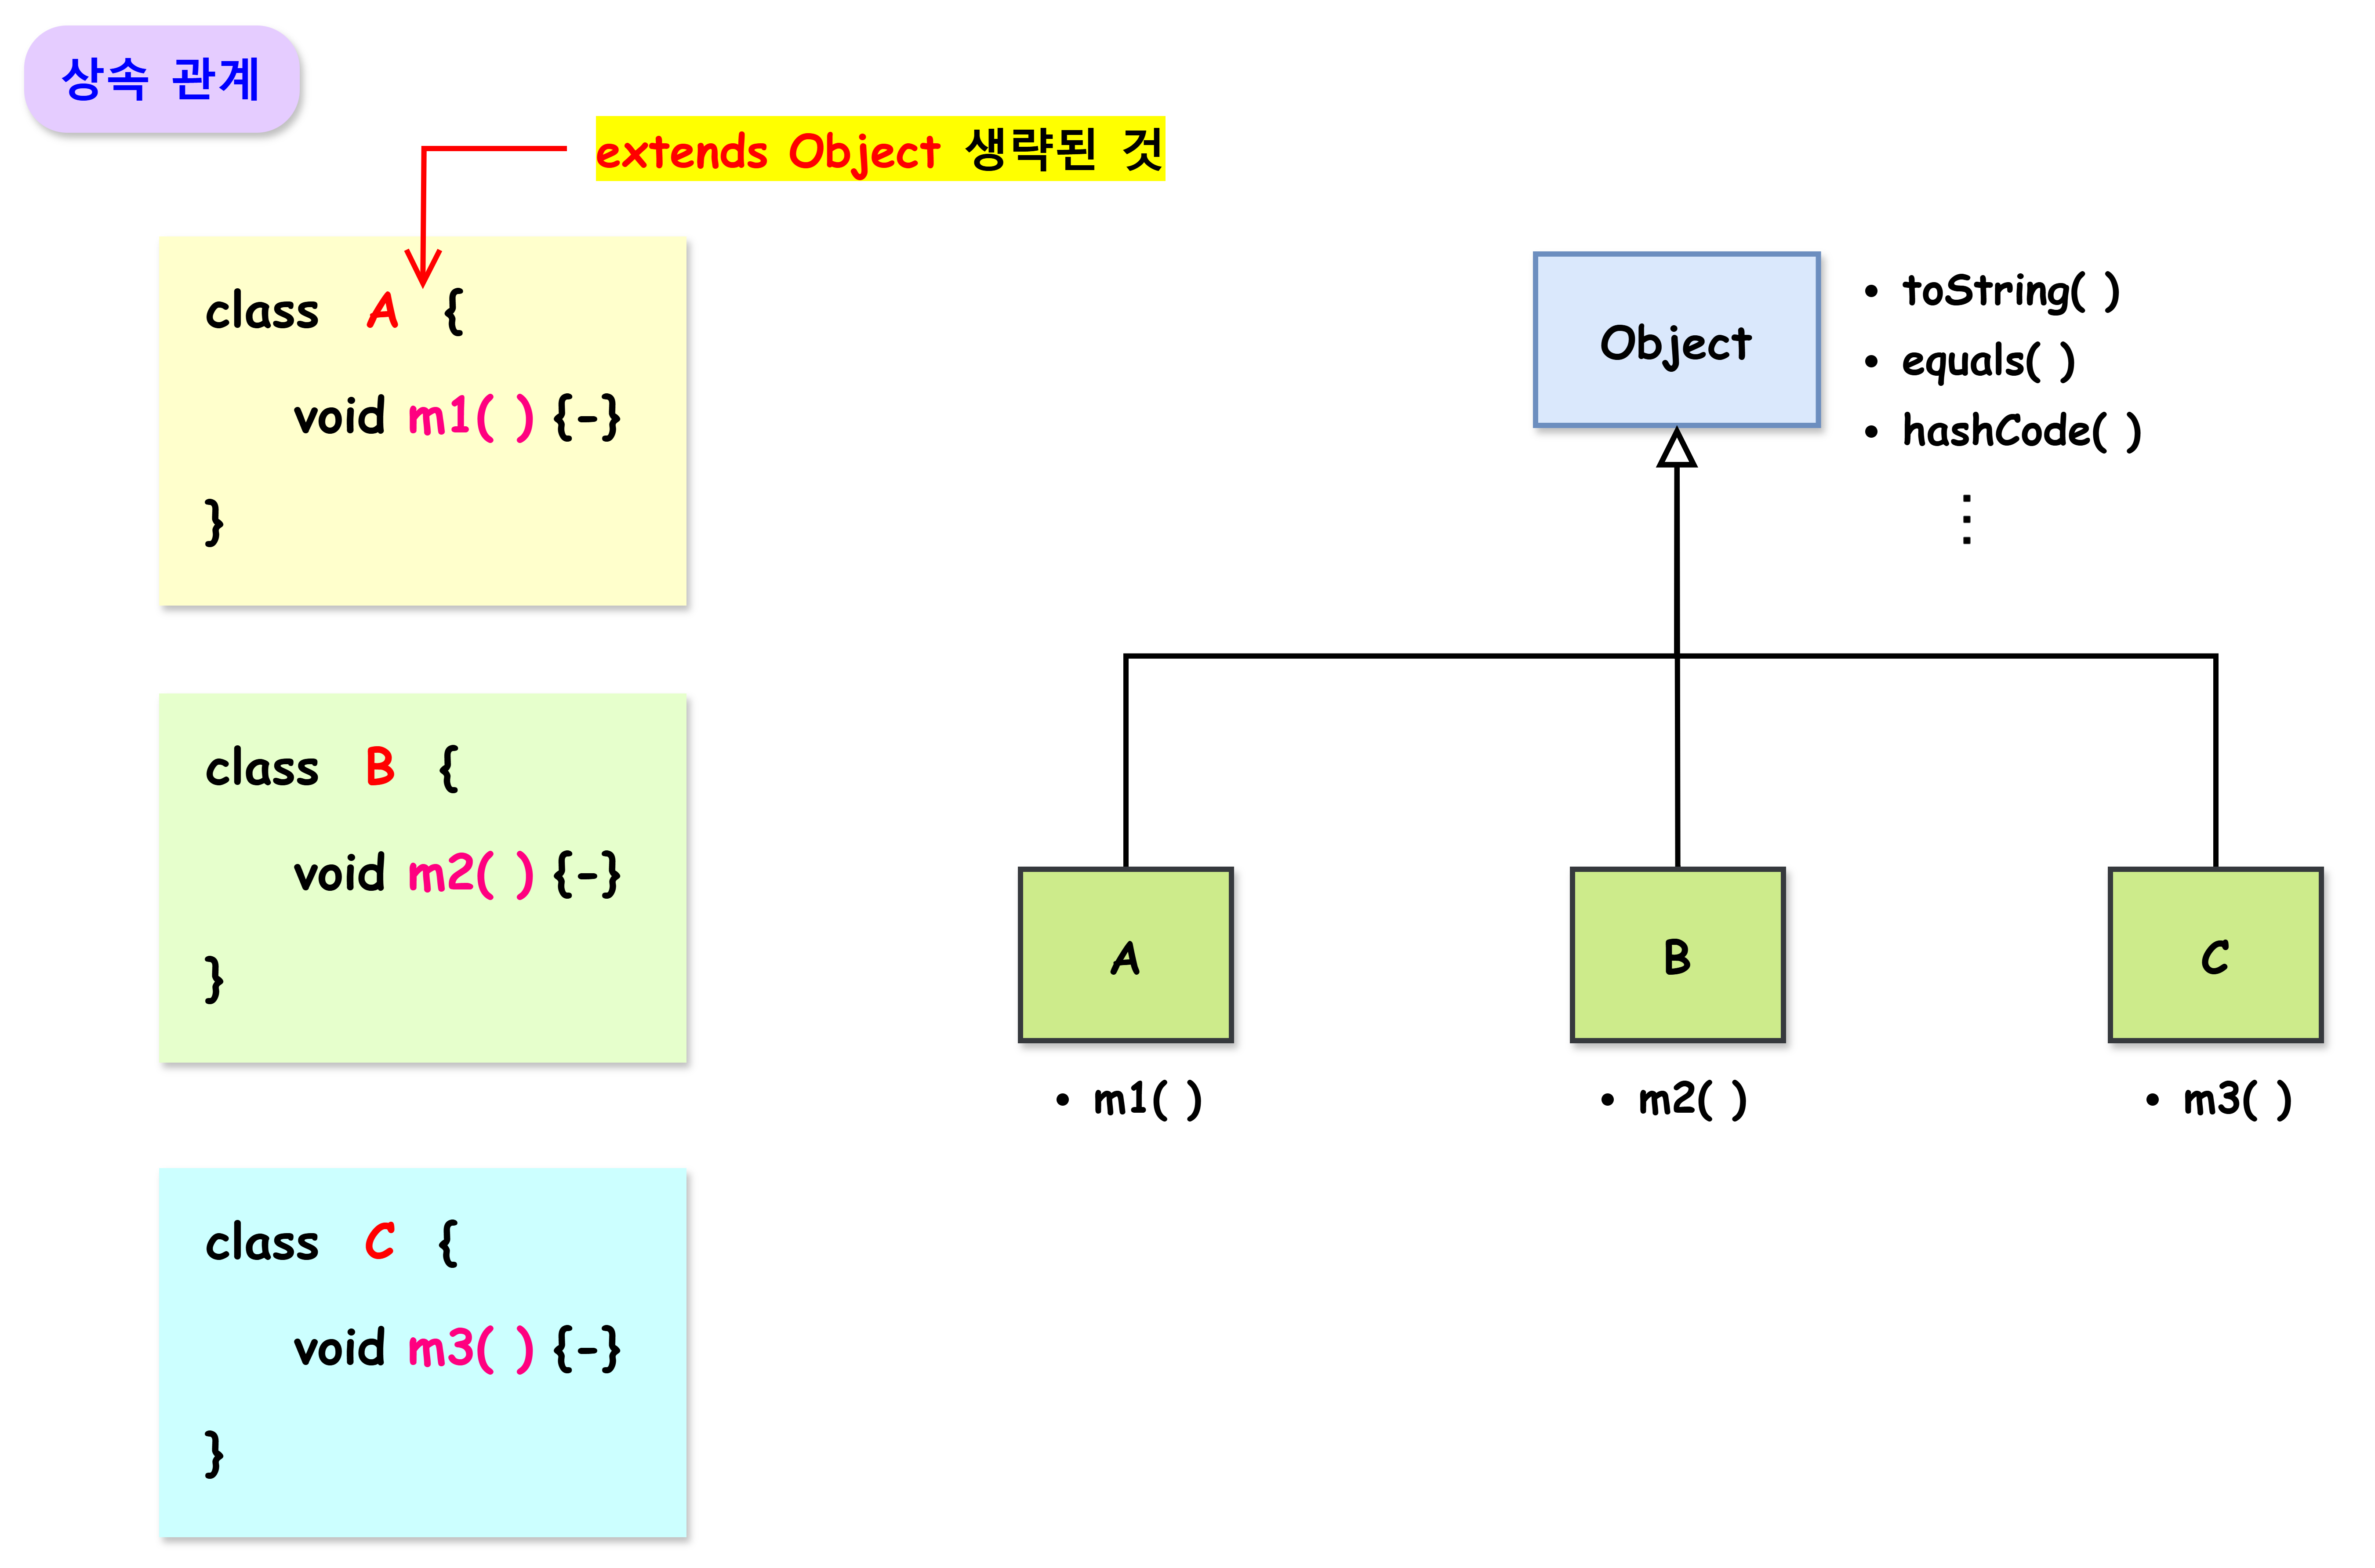 상속 관계
extends Object 생략된 것
class A {
void m1( ) {-}
}
class B {
void m2( ) {-}
}
class C {
void m3( ) {-}
}
Object
• toString( )
• equals( )
• hashCode( )
⋮
A
B
C
• m1( )
• m2( )
• m3( )